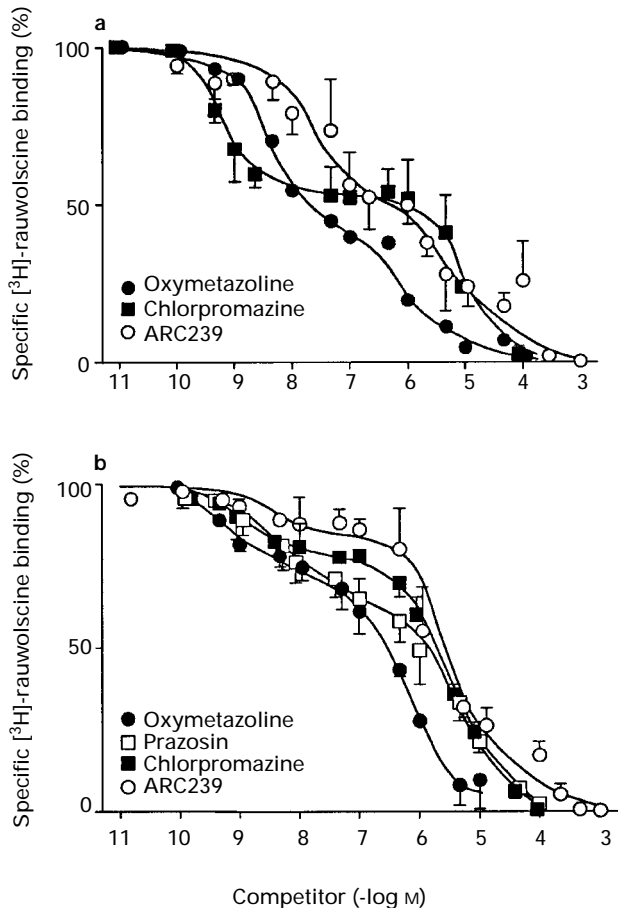 a
Specific [³H]-rauwolscine binding (%)
100
50
0
Oxymetazoline
Chlorpromazine
ARC239
11 10 9 8 7 6 5 4 3
b
Specific [³H]-rauwolscine binding (%)
100
50
0
Oxymetazoline
Prazosin
Chlorpromazine
ARC239
11 10 9 8 7 6 5 4 3
Competitor (-log M)